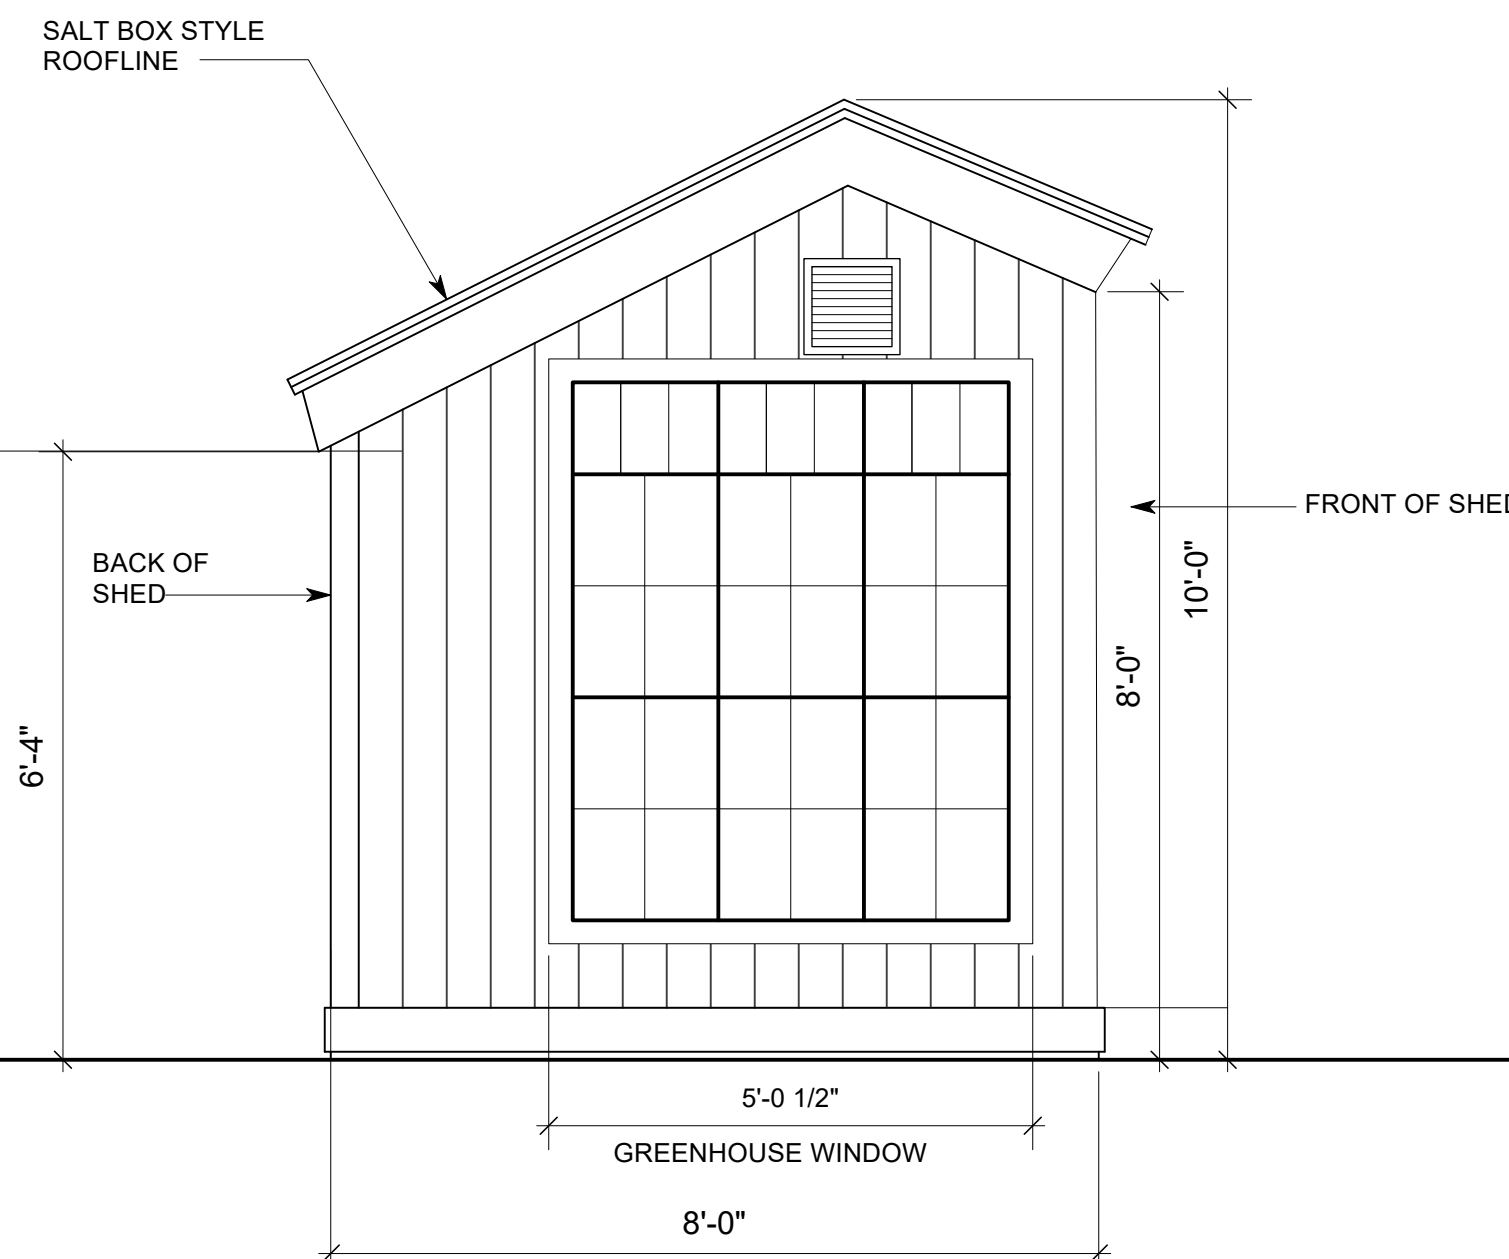 SALT BOX STYLE
ROOFLINE
FRONT OF SHED
BACK OF
SHED
10'-0"
8'-0"
6'-4"
5'-0 1/2"
GREENHOUSE WINDOW
8'-0"